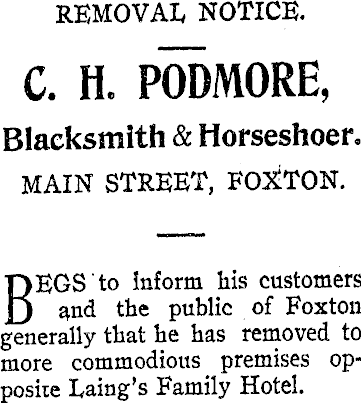 REMOVAL NOTICE.
C. H. PODMORE,
Blacksmith & Horseshoer.
MAIN STREET, FOXTON.
BEGS to inform his customers
and the public of Foxton
generally that he has removed to
more commodious premises op-
posite Laing's Family Hotel.